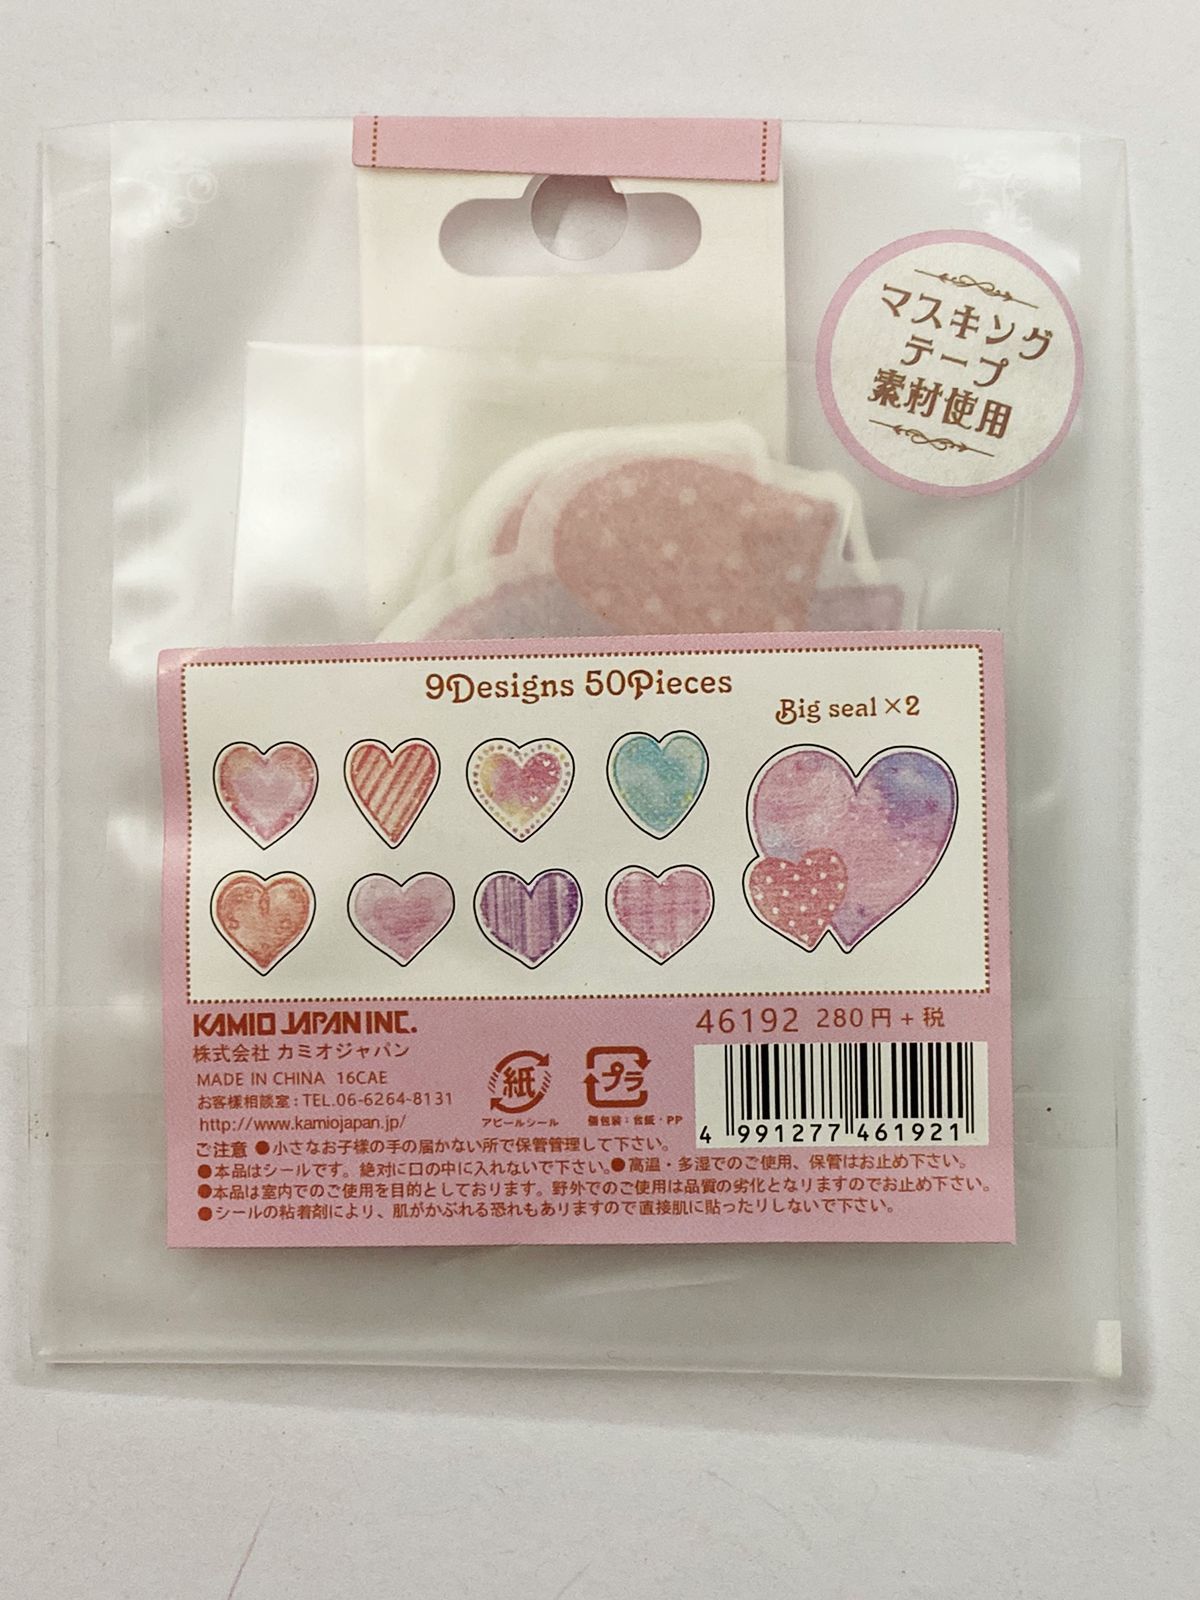 マスキング
テープ
素材使用
9Designs 50Pieces
Big seal×2
KAMIO JAPAN INC.
株式会社 カミオジャパン
MADE IN CHINA 16CAE
お客様相談室:TEL.06-6264-8131
http://www.kamiojapan.jp/
紙
アピールシール
プラ
個包装:台紙・PP
46192 280円+税
4 991277 461921
ご注意 ●小さなお子様の手の届かない所で保管管理して下さい。
●本品はシールです。絶対に口の中に入れないで下さい。●高温・多湿でのご使用、保管はお止め下さい。
●本品は室内でのご使用を目的としております。野外でのご使用は品質の劣化となりますのでお止め下さい。
●シールの粘着剤により、肌がかぶれる恐れもありますので直接肌に貼ったりしないで下さい。